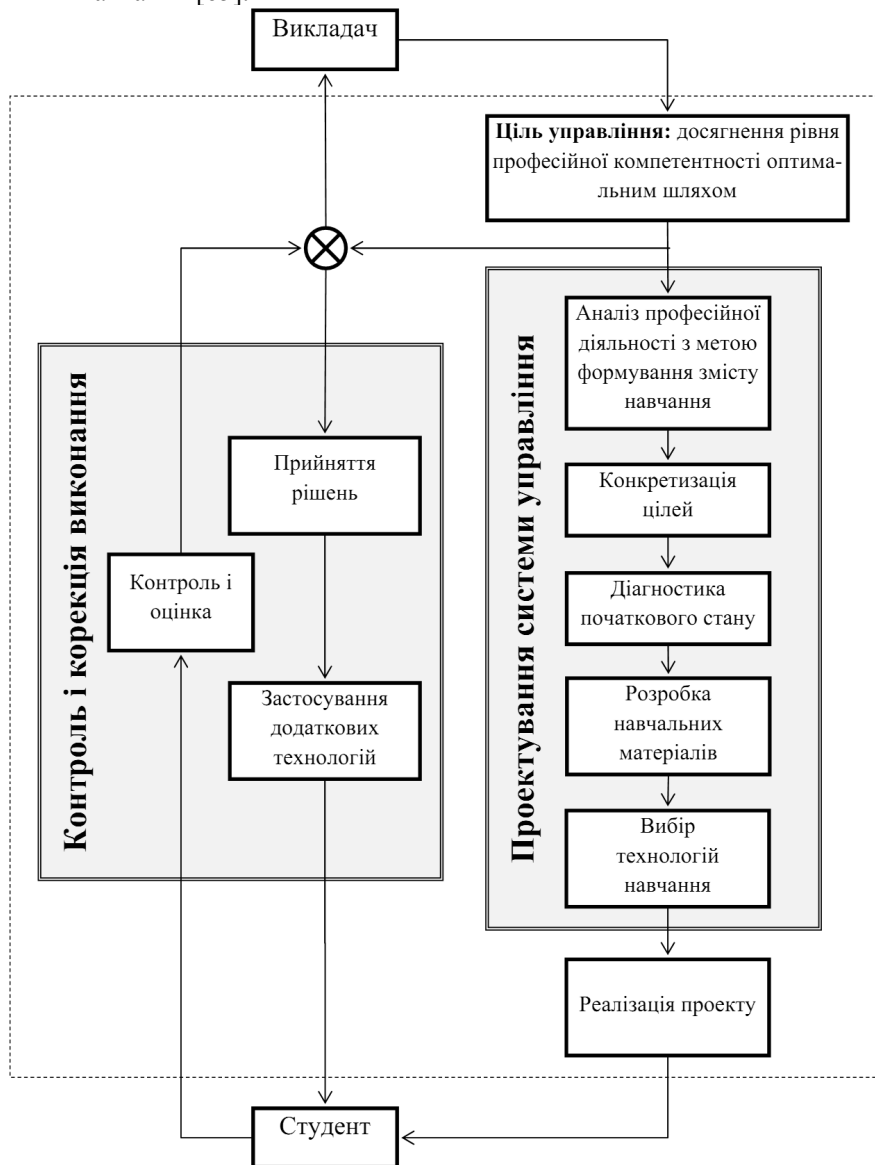 Викладач
Ціль управління: досягнення рівня
професійної компетентності оптима-
льним шляхом
Проектування системи управління
Аналіз професійної
діяльності з метою
формування змісту
навчання
Конкретизація
цілей
Діагностика
початкового стану
Розробка
навчальних
матеріалів
Вибір
технологій
навчання
Реалізація проекту
Контроль і корекція виконання
Прийняття
рішень
Контроль і
оцінка
Застосування
додаткових
технологій
Студент